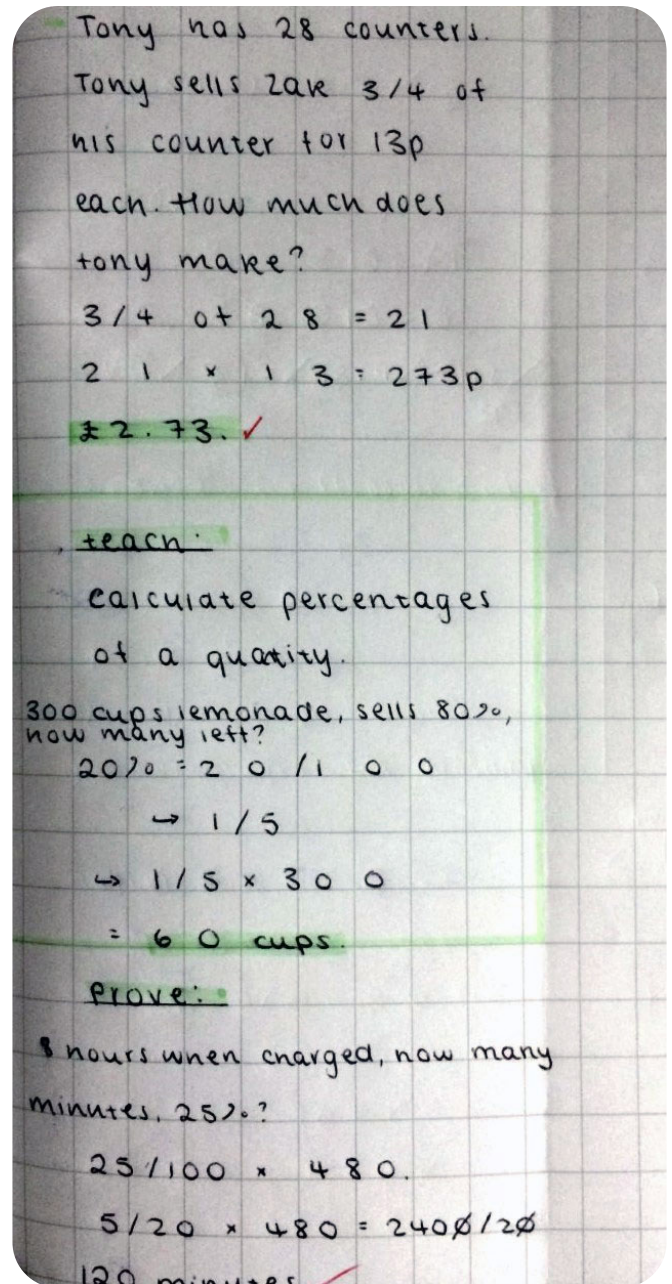 Tony has 28 counters.
Tony sells Zak 3/4 of
his counter for 13p
each. How much does
tony make?
3/4 of 28 = 21
21 × 13 = 273p
£2.73. ✓
teach:
calculate percentages
of a quatity.
300 cups lemonade, sells 80%,
how many left?
20% = 20/100
→ 1/5
→ 1/5 × 300
= 60 cups.
Prove:
8 hours when charged, how many
minutes, 25%?
25/100 × 480.
5/20 × 480 = 2400/20
120 minutes ✓